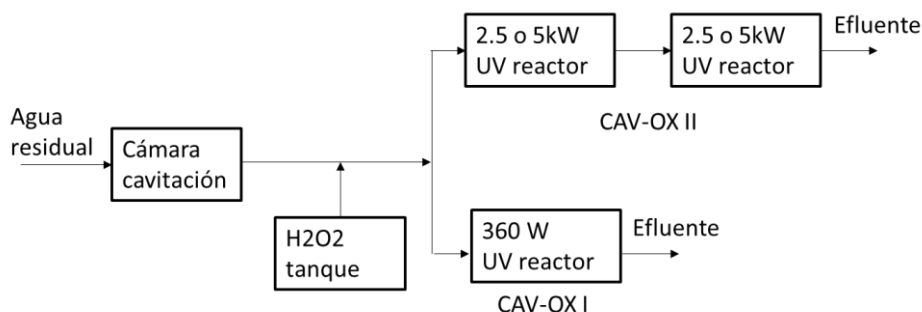 Agua
residual
Cámara
cavitación
H2O2
tanque
2.5 o 5kW
UV reactor
2.5 o 5kW
UV reactor
Efluente
CAV-OX II
360 W
UV reactor
Efluente
CAV-OX I